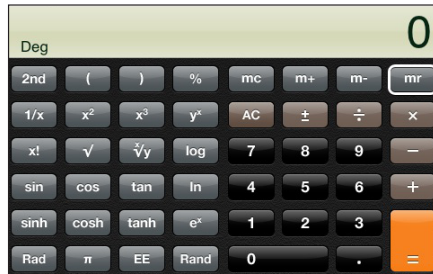 0
Deg
2nd ( ) % mc m+ m- mr
1/x x² x³ yˣ AC ± ÷ ×
x! √ ˣ√y log 7 8 9 −
sin cos tan ln 4 5 6 +
sinh cosh tanh eˣ 1 2 3
Rad π EE Rand 0 . =